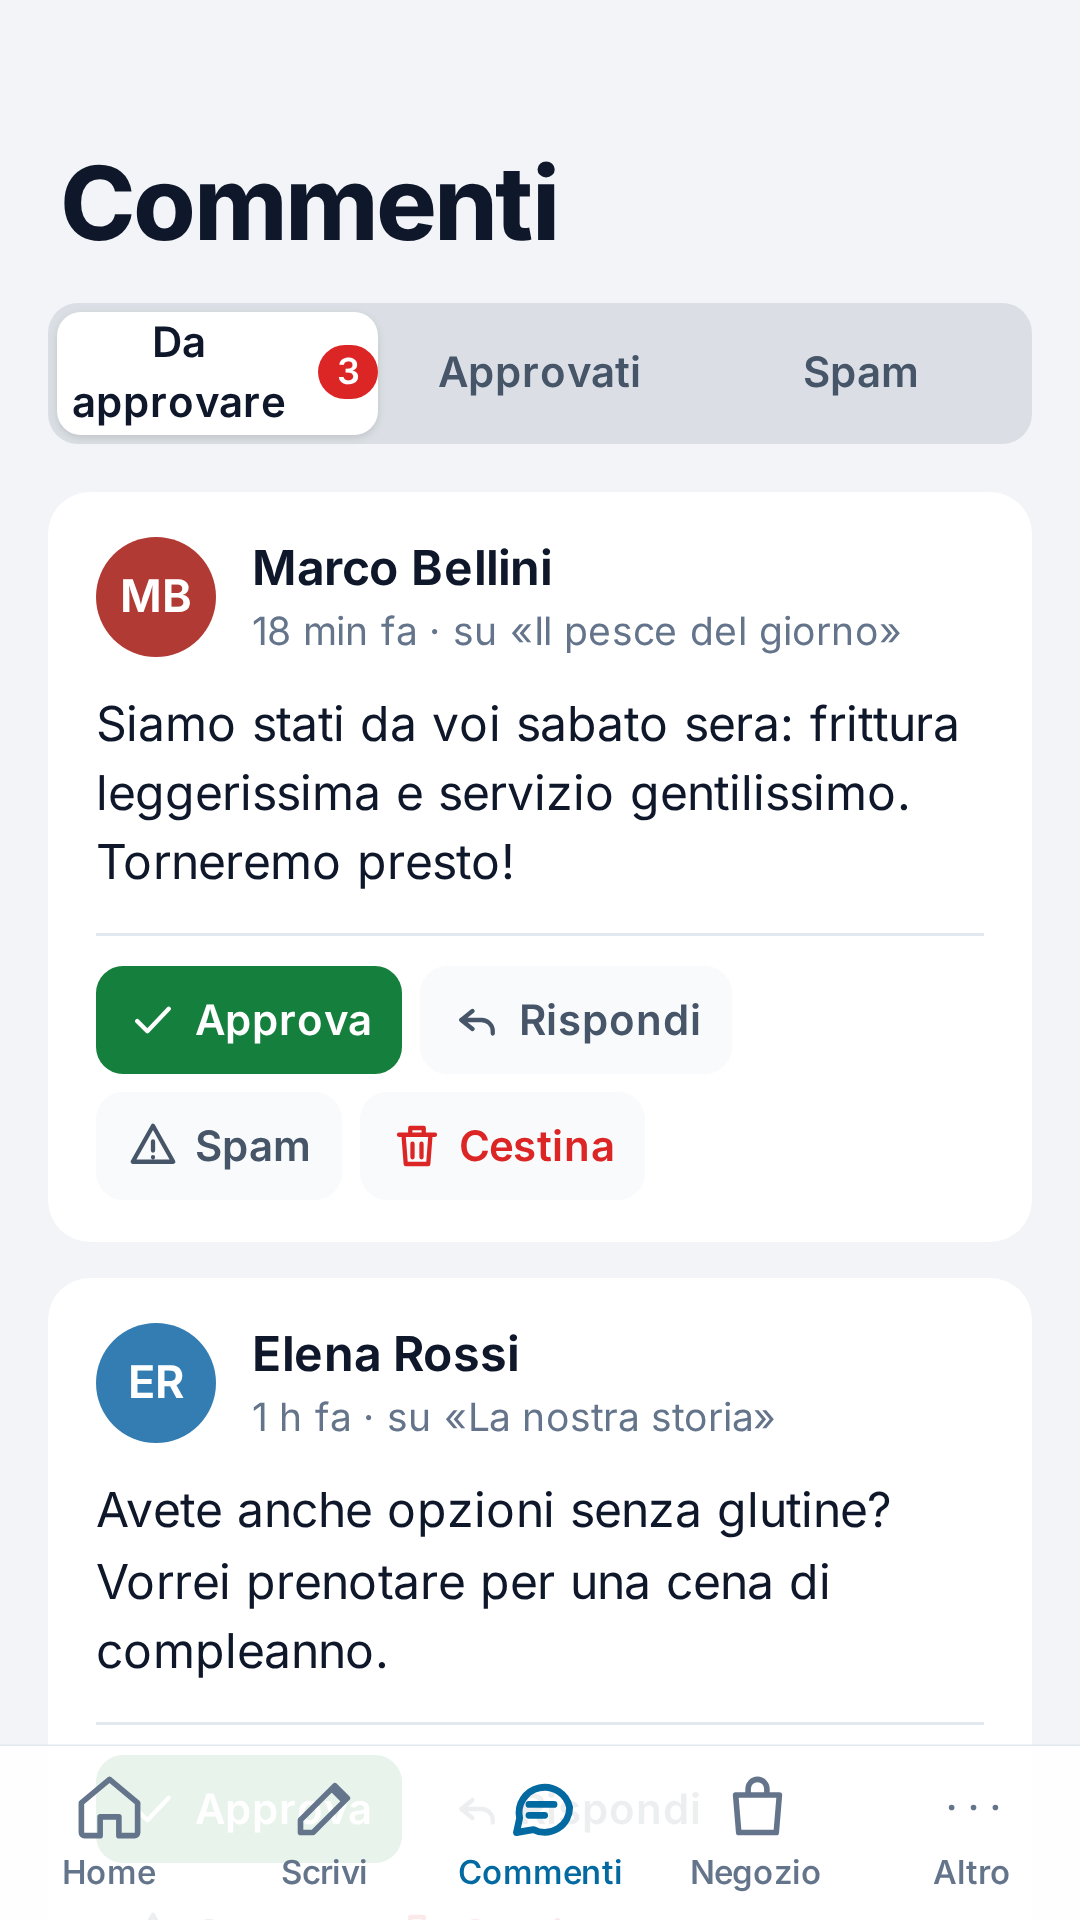 Commenti
Da
approvare
3
Approvati
Spam
MB
Marco Bellini
18 min fa · su «Il pesce del giorno»
Siamo stati da voi sabato sera: frittura
leggerissima e servizio gentilissimo.
Torneremo presto!
Approva
Rispondi
Spam
Cestina
ER
Elena Rossi
1 h fa · su «La nostra storia»
Avete anche opzioni senza glutine?
Vorrei prenotare per una cena di
compleanno.
Approva
Rispondi
Home
Scrivi
Commenti
Negozio
Altro